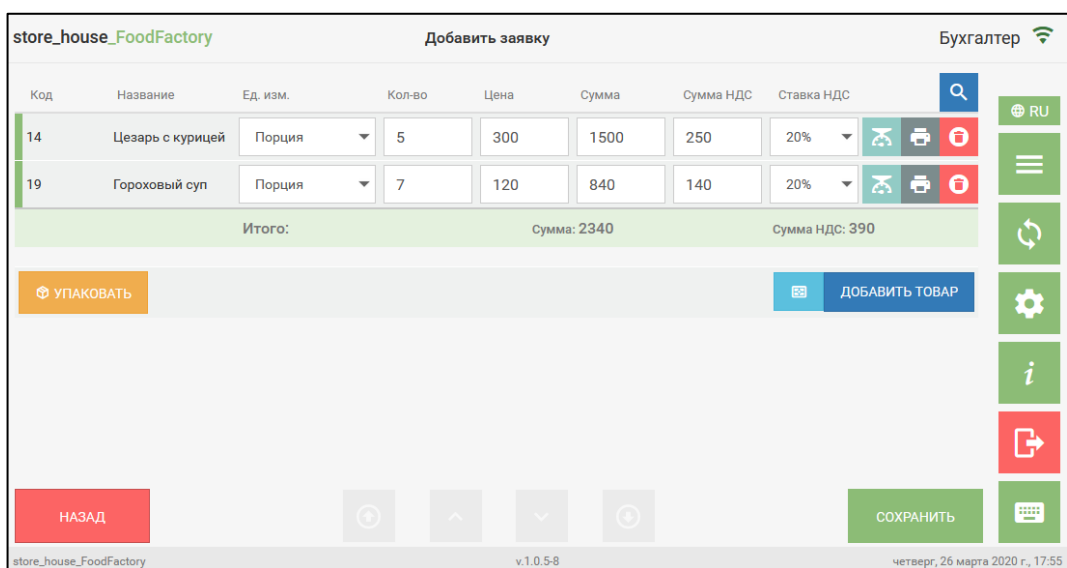 store_house_FoodFactory Добавить заявку Бухгалтер
Код Название Ед. изм. Кол-во Цена Сумма Сумма НДС Ставка НДС
RU
14 Цезарь с курицей Порция 5 300 1500 250 20%
19 Гороховый суп Порция 7 120 840 140 20%
Итого: Сумма: 2340 Сумма НДС: 390
УПАКОВАТЬ ДОБАВИТЬ ТОВАР
i
НАЗАД СОХРАНИТЬ
store_house_FoodFactory v.1.0.5-8 четверг, 26 марта 2020 г., 17:55